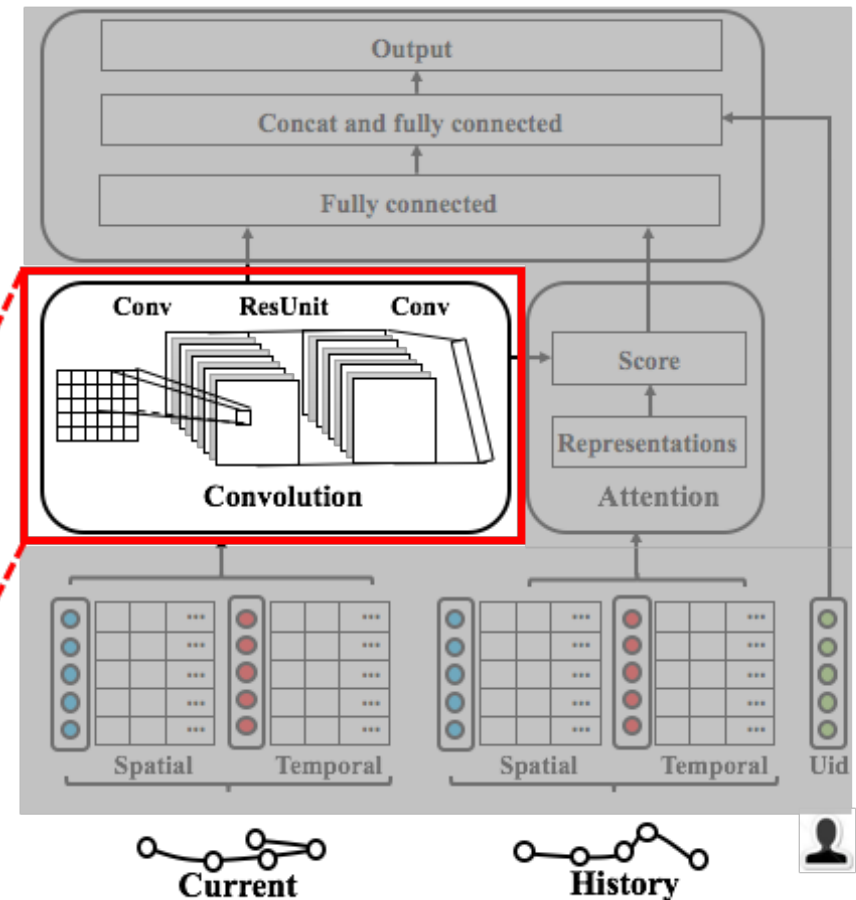 Output
Concat and fully connected
Fully connected
Conv ResUnit Conv
Convolution
Score
Representations
Attention
... ... ... ...
... ... ... ...
... ... ... ...
... ... ... ...
... ... ... ...
Spatial Temporal Spatial Temporal Uid
Current History